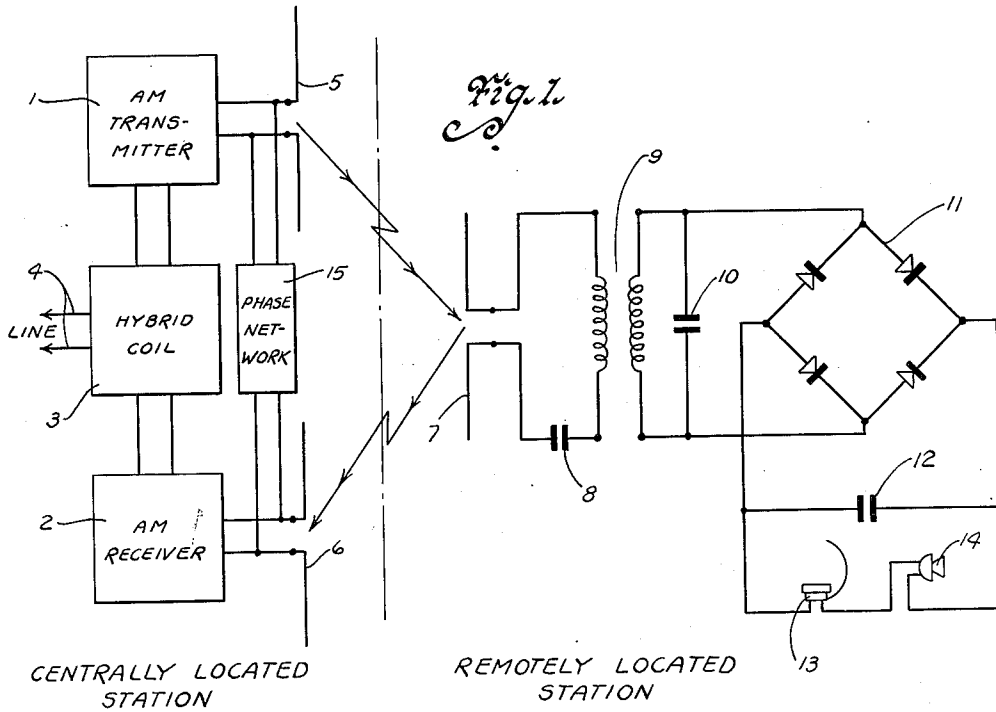 Fig. 1.
1
AM
TRANS-
MITTER
5
4
LINE
HYBRID
COIL
3
15
PHASE
NET-
WORK
2
AM
RECEIVER
6
7
8
9
10
11
12
13
14
CENTRALLY LOCATED
STATION
REMOTELY LOCATED
STATION